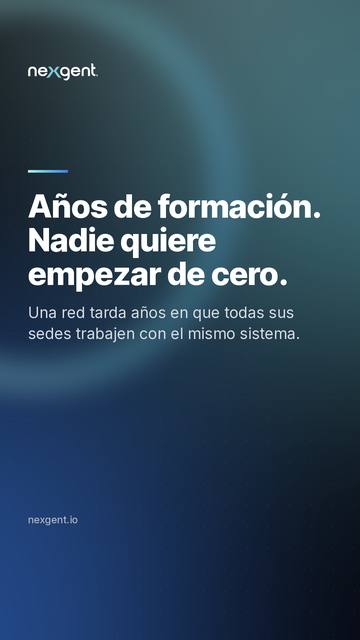 nexgent.
Años de formación.
Nadie quiere
empezar de cero.
Una red tarda años en que todas sus
sedes trabajen con el mismo sistema.
nexgent.io